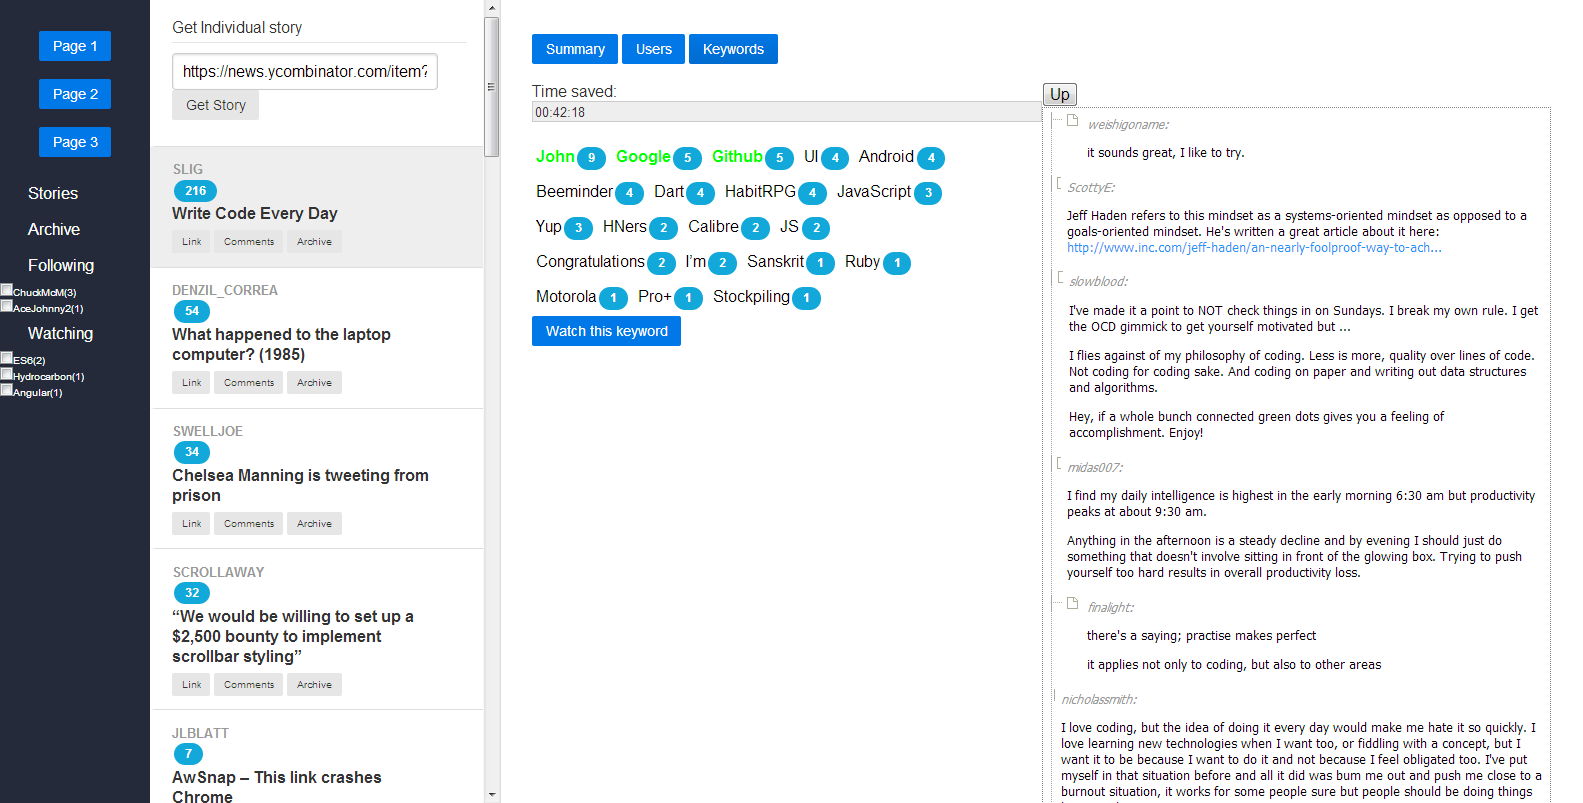 Page 1
Page 2
Page 3
Stories
Archive
Following
ChuckMcM(3)
AceJohnny2(1)
Watching
ES6(2)
Hydrocarbon(1)
Angular(1)
Get Individual story
https://news.ycombinator.com/item?
Get Story
SLIG
216
Write Code Every Day
Link Comments Archive
DENZIL_CORREA
54
What happened to the laptop
computer? (1985)
Link Comments Archive
SWELLJOE
34
Chelsea Manning is tweeting from
prison
Link Comments Archive
SCROLLAWAY
32
“We would be willing to set up a
$2,500 bounty to implement
scrollbar styling”
Link Comments Archive
JLBLATT
7
AwSnap – This link crashes
Chrome
Summary Users Keywords
Time saved:
00:42:18
John 9 Google 5 Github 5 UI 4 Android 4
Beeminder 4 Dart 4 HabitRPG 4 JavaScript 3
Yup 3 HNers 2 Calibre 2 JS 2
Congratulations 2 I'm 2 Sanskrit 1 Ruby 1
Motorola 1 Pro+ 1 Stockpiling 1
Watch this keyword
Up
weishigoname:
it sounds great, I like to try.
ScottyE:
Jeff Haden refers to this mindset as a systems-oriented mindset as opposed to a
goals-oriented mindset. He's written a great article about it here:
http://www.inc.com/jeff-haden/an-nearly-foolproof-way-to-ach...
slowblood:
I've made it a point to NOT check things in on Sundays. I break my own rule. I get
the OCD gimmick to get yourself motivated but ...
I flies against of my philosophy of coding. Less is more, quality over lines of code.
Not coding for coding sake. And coding on paper and writing out data structures
and algorithms.
Hey, if a whole bunch connected green dots gives you a feeling of
accomplishment. Enjoy!
midas007:
I find my daily intelligence is highest in the early morning 6:30 am but productivity
peaks at about 9:30 am.
Anything in the afternoon is a steady decline and by evening I should just do
something that doesn't involve sitting in front of the glowing box. Trying to push
yourself too hard results in overall productivity loss.
finalight:
there's a saying; practise makes perfect
it applies not only to coding, but also to other areas
nicholassmith:
I love coding, but the idea of doing it every day would make me hate it so quickly. I
love learning new technologies when I want too, or fiddling with a concept, but I
want it to be because I want to do it and not because I feel obligated too. I've put
myself in that situation before and all it did was bum me out and push me close to a
burnout situation, it works for some people sure but people should be doing things